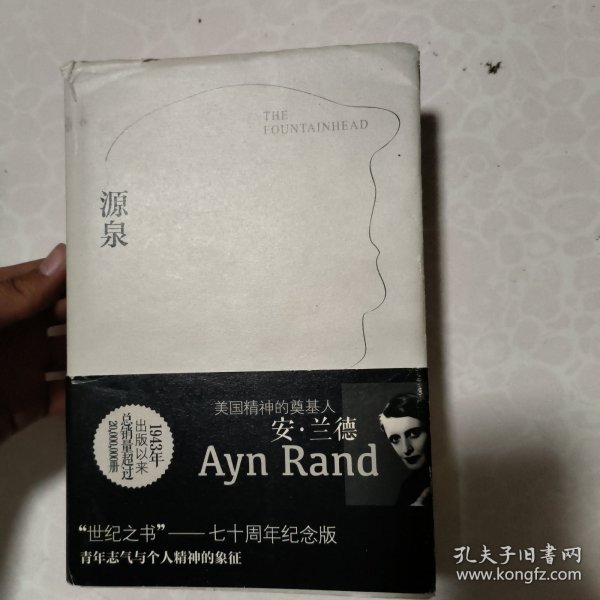 THE
FOUNTAINHEAD
源泉
美国精神的奠基人
安·兰德
Ayn Rand
1943年
出版以来
总销量超过
20,000,000册
“世纪之书”——七十周年纪念版
青年志气与个人精神的象征
孔夫子旧书网
www.kongfz.com